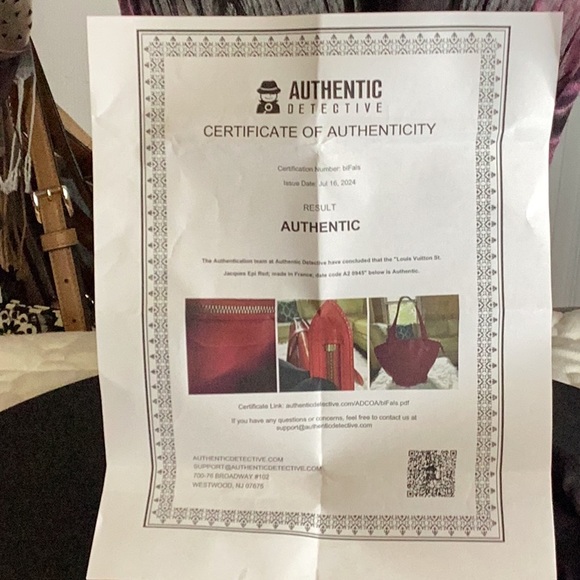 AUTHENTIC
DETECTIVE
CERTIFICATE OF AUTHENTICITY
Certification Number: bIFals
Issue Date: Jul 16, 2024
RESULT
AUTHENTIC
The Authentication team at Authentic Detective have concluded that the "Louis Vuitton St.
Jacques Epi Red, made in France, date code A2 0945" below is Authentic.
Certificate Link: authenticdetective.com/ADCOA/bIFals.pdf
If you have any questions or concerns, feel free to contact us at
support@authenticdetective.com
AUTHENTICDETECTIVE.COM
SUPPORT@AUTHENTICDETECTIVE.COM
700-76 BROADWAY #102
WESTWOOD, NJ 07675